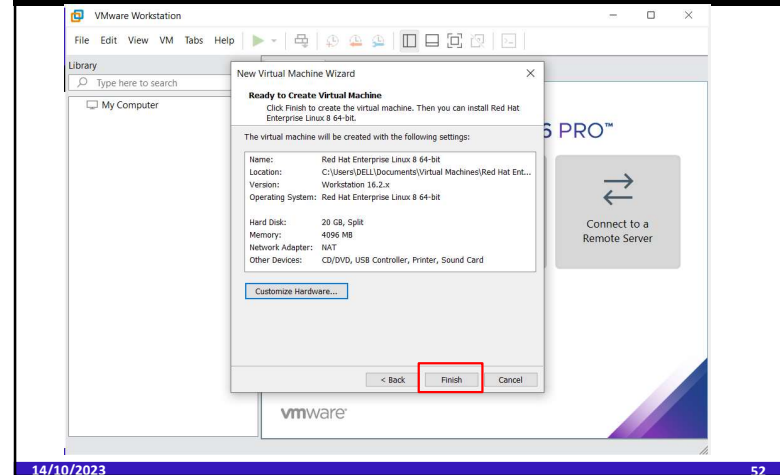 VMware Workstation
File Edit View VM Tabs Help
Library
Type here to search
My Computer
New Virtual Machine Wizard
Ready to Create Virtual Machine
Click Finish to create the virtual machine. Then you can install Red Hat
Enterprise Linux 8 64-bit.
The virtual machine will be created with the following settings:
Name: Red Hat Enterprise Linux 8 64-bit
Location: C:\Users\DELL\Documents\Virtual Machines\Red Hat Ent...
Version: Workstation 16.2.x
Operating System: Red Hat Enterprise Linux 8 64-bit
Hard Disk: 20 GB, Split
Memory: 4096 MB
Network Adapter: NAT
Other Devices: CD/DVD, USB Controller, Printer, Sound Card
Customize Hardware...
< Back Finish Cancel
PRO™
Connect to a
Remote Server
vmware
14/10/2023 52